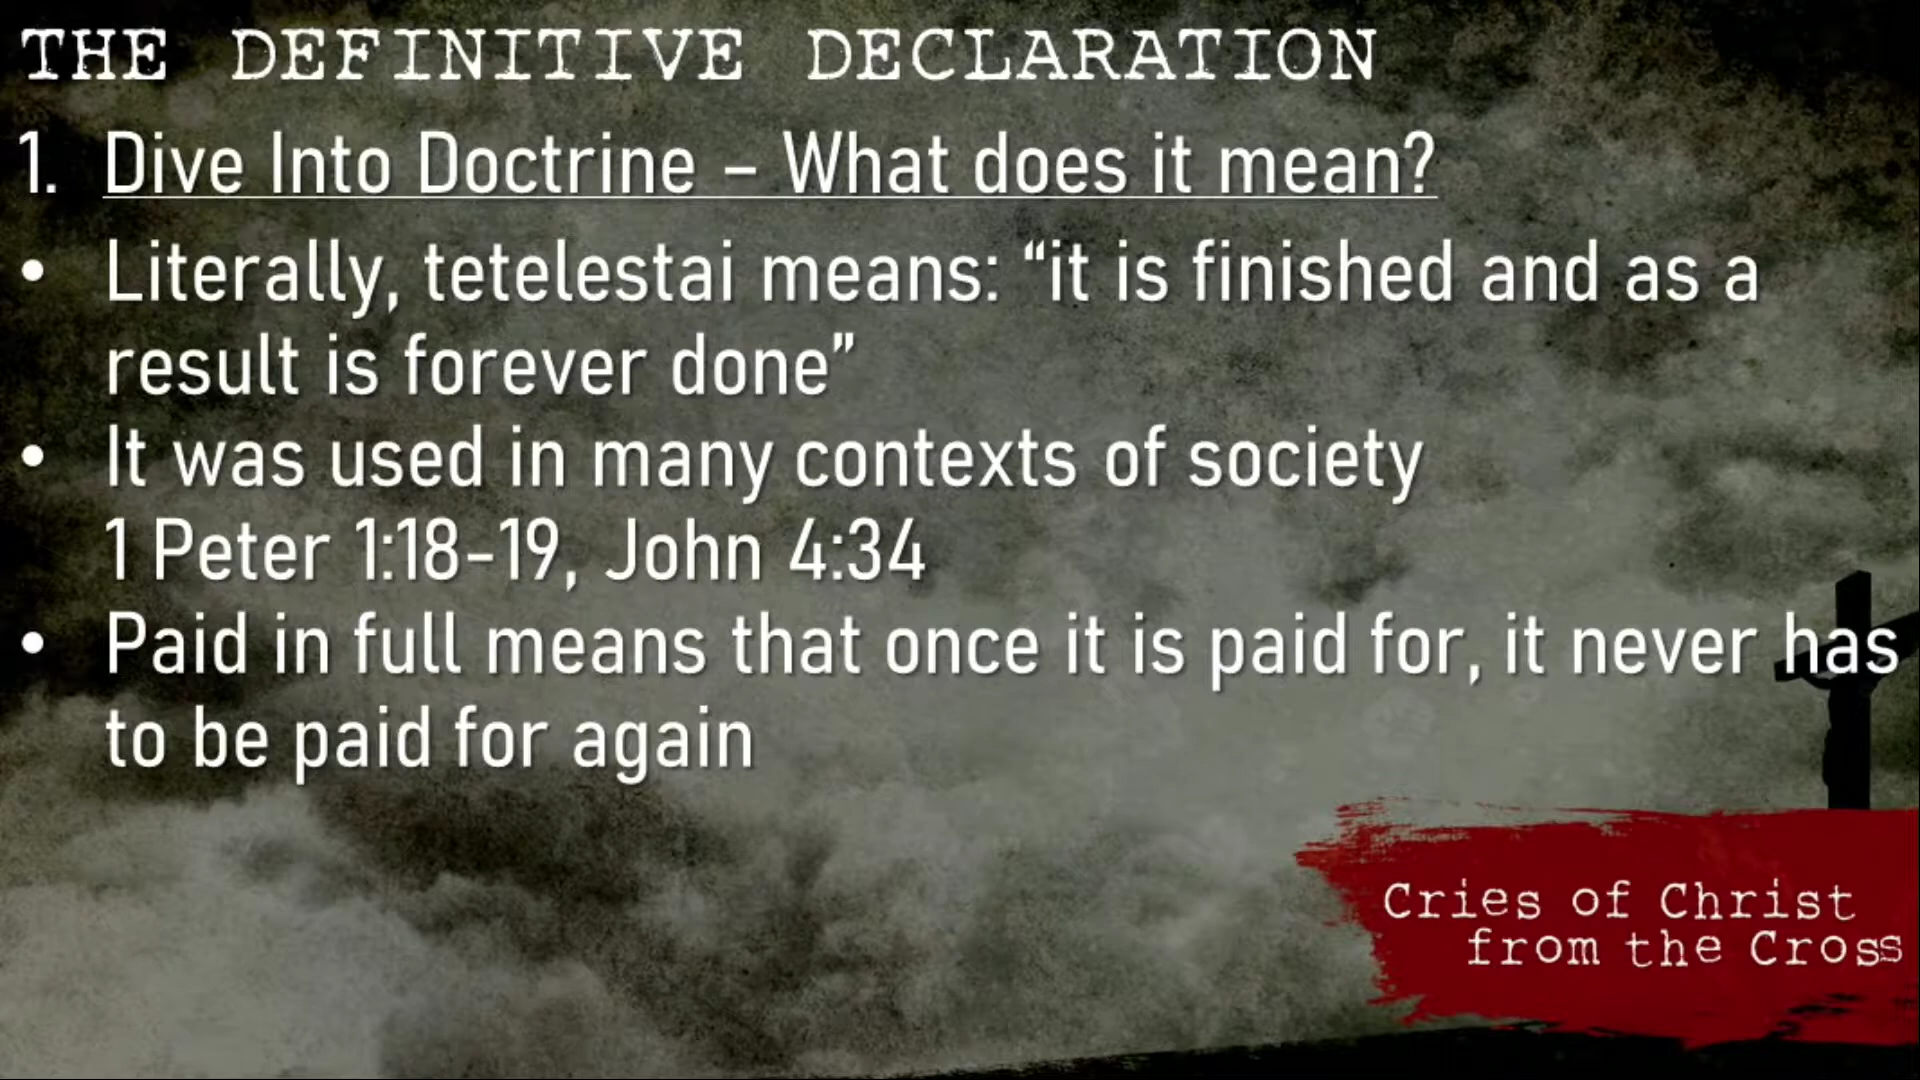 THE DEFINITIVE DECLARATION
1. Dive Into Doctrine – What does it mean?
• Literally, tetelestai means: “it is finished and as a
result is forever done”
• It was used in many contexts of society
1 Peter 1:18-19, John 4:34
• Paid in full means that once it is paid for, it never has
to be paid for again
Cries of Christ
from the Cross